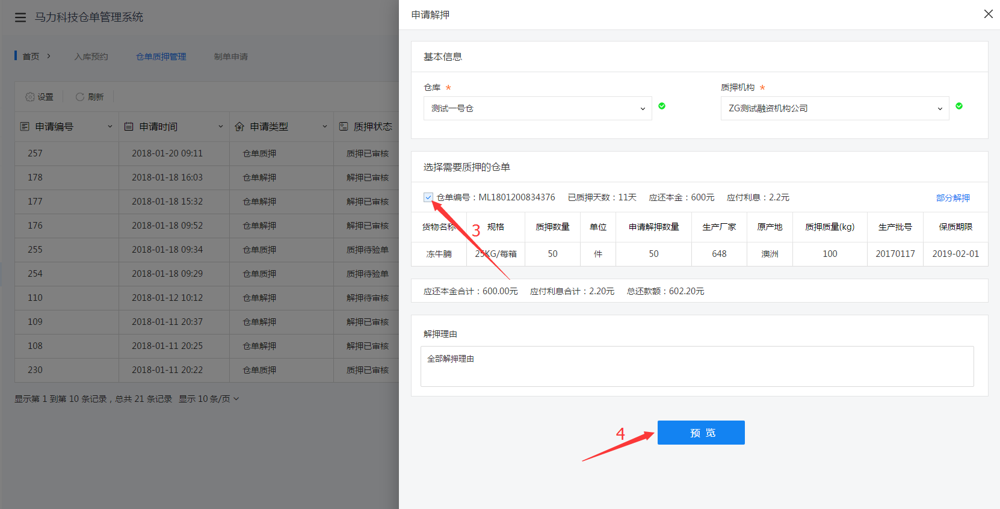 马力科技仓单管理系统
首页 入库预约 仓单质押管理 制单申请
设置 刷新
申请编号 申请时间 申请类型 质押状态
257 2018-01-20 09:11 仓单质押 质押已审核
178 2018-01-18 16:03 仓单解押 解押已审核
177 2018-01-18 15:32 仓单解押 解押已审核
176 2018-01-18 09:52 仓单解押 解押已审核
255 2018-01-18 09:34 仓单质押 质押待验单
254 2018-01-18 09:29 仓单质押 质押待验单
110 2018-01-12 10:12 仓单解押 解押待审核
109 2018-01-11 20:37 仓单解押 解押已审核
108 2018-01-11 20:25 仓单解押 解押已审核
230 2018-01-11 20:22 仓单质押 质押已审核
显示第 1 到第 10 条记录，总共 21 条记录 显示 10 条/页
申请解押
基本信息
仓库 * 质押机构 *
测试一号仓 ZG测试融资机构公司
选择需要质押的仓单
仓单编号：ML1801200834376 已质押天数：11天 应还本金：600元 应付利息：2.2元 部分解押
货物名称 规格 质押数量 单位 申请解押数量 生产厂家 原产地 质押质量(kg) 生产批号 保质期限
3
冻牛腩 25KG/每箱 50 件 50 648 澳洲 100 20170117 2019-02-01
应还本金合计：600.00元 应付利息合计：2.20元 总还款额：602.20元
解押理由
全部解押理由
4
预 览